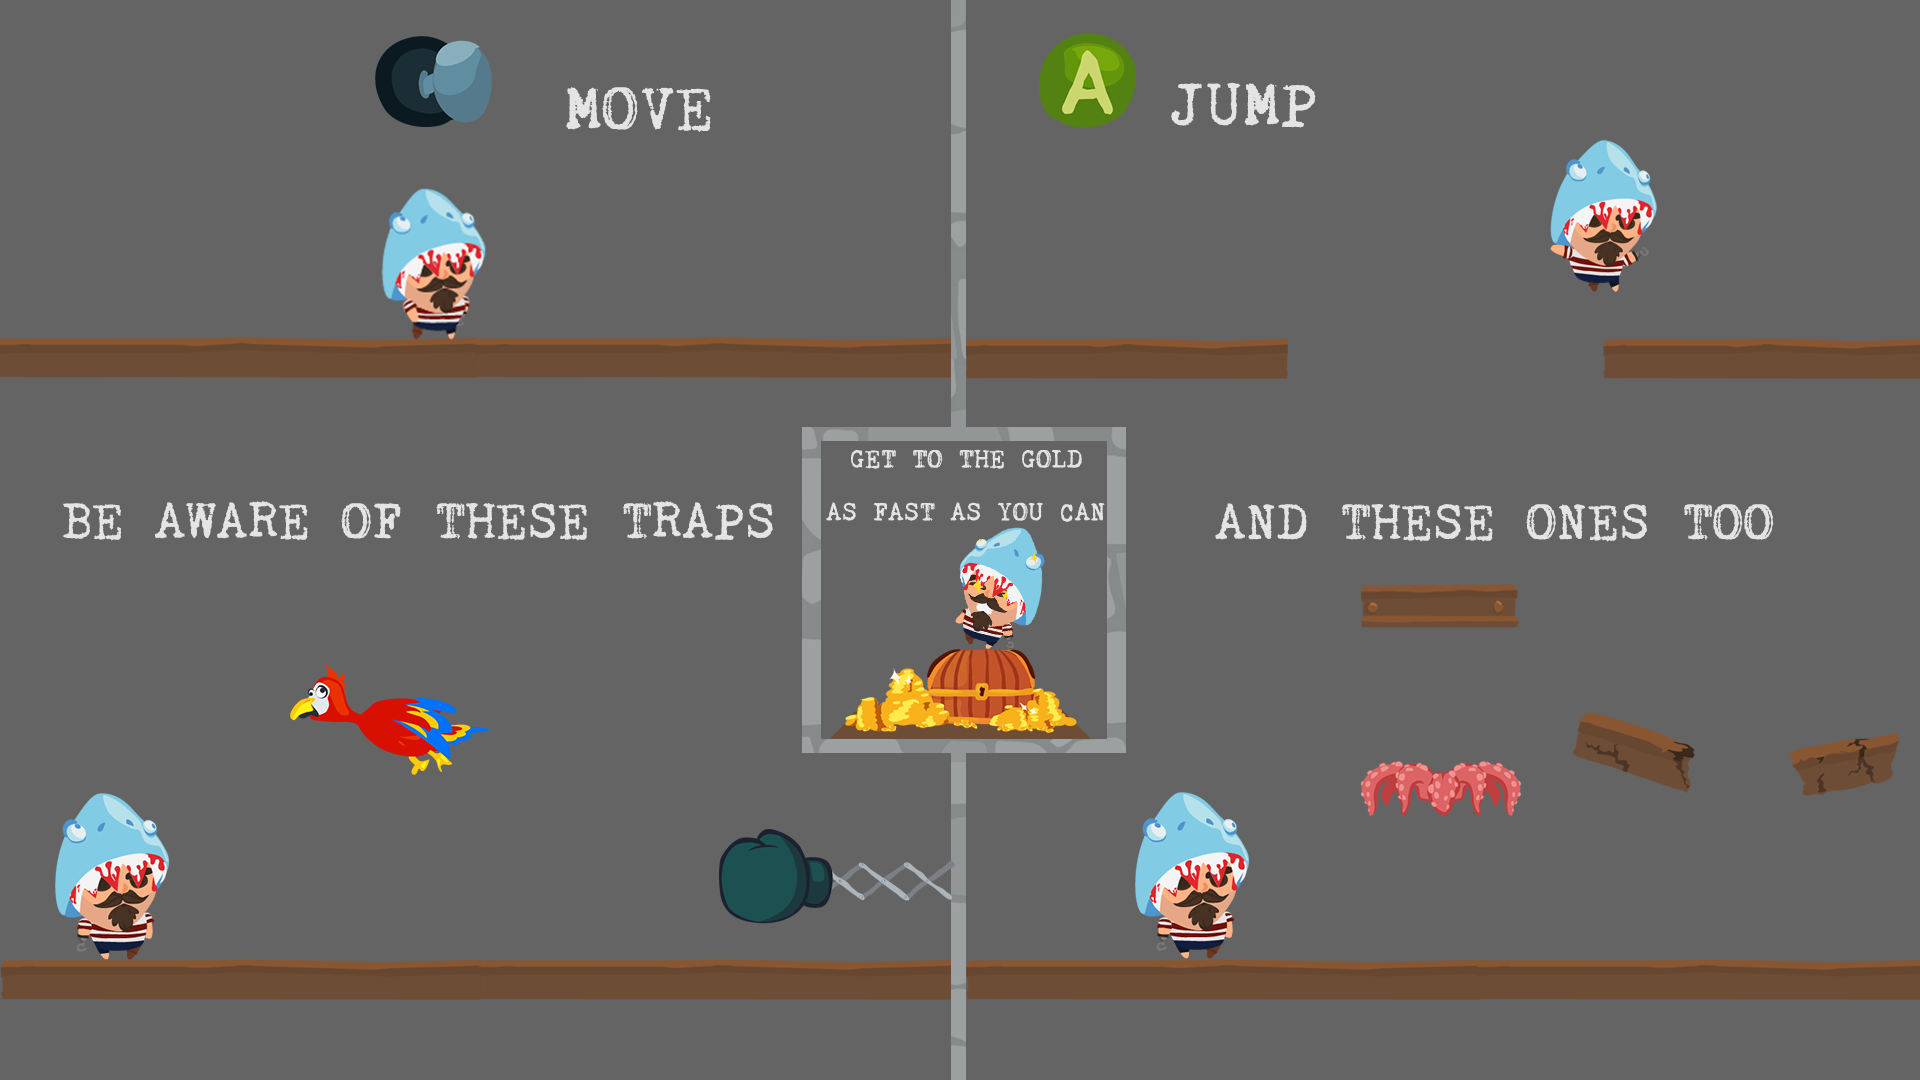 MOVE
A
JUMP
GET TO THE GOLD
AS FAST AS YOU CAN
BE AWARE OF THESE TRAPS
AND THESE ONES TOO